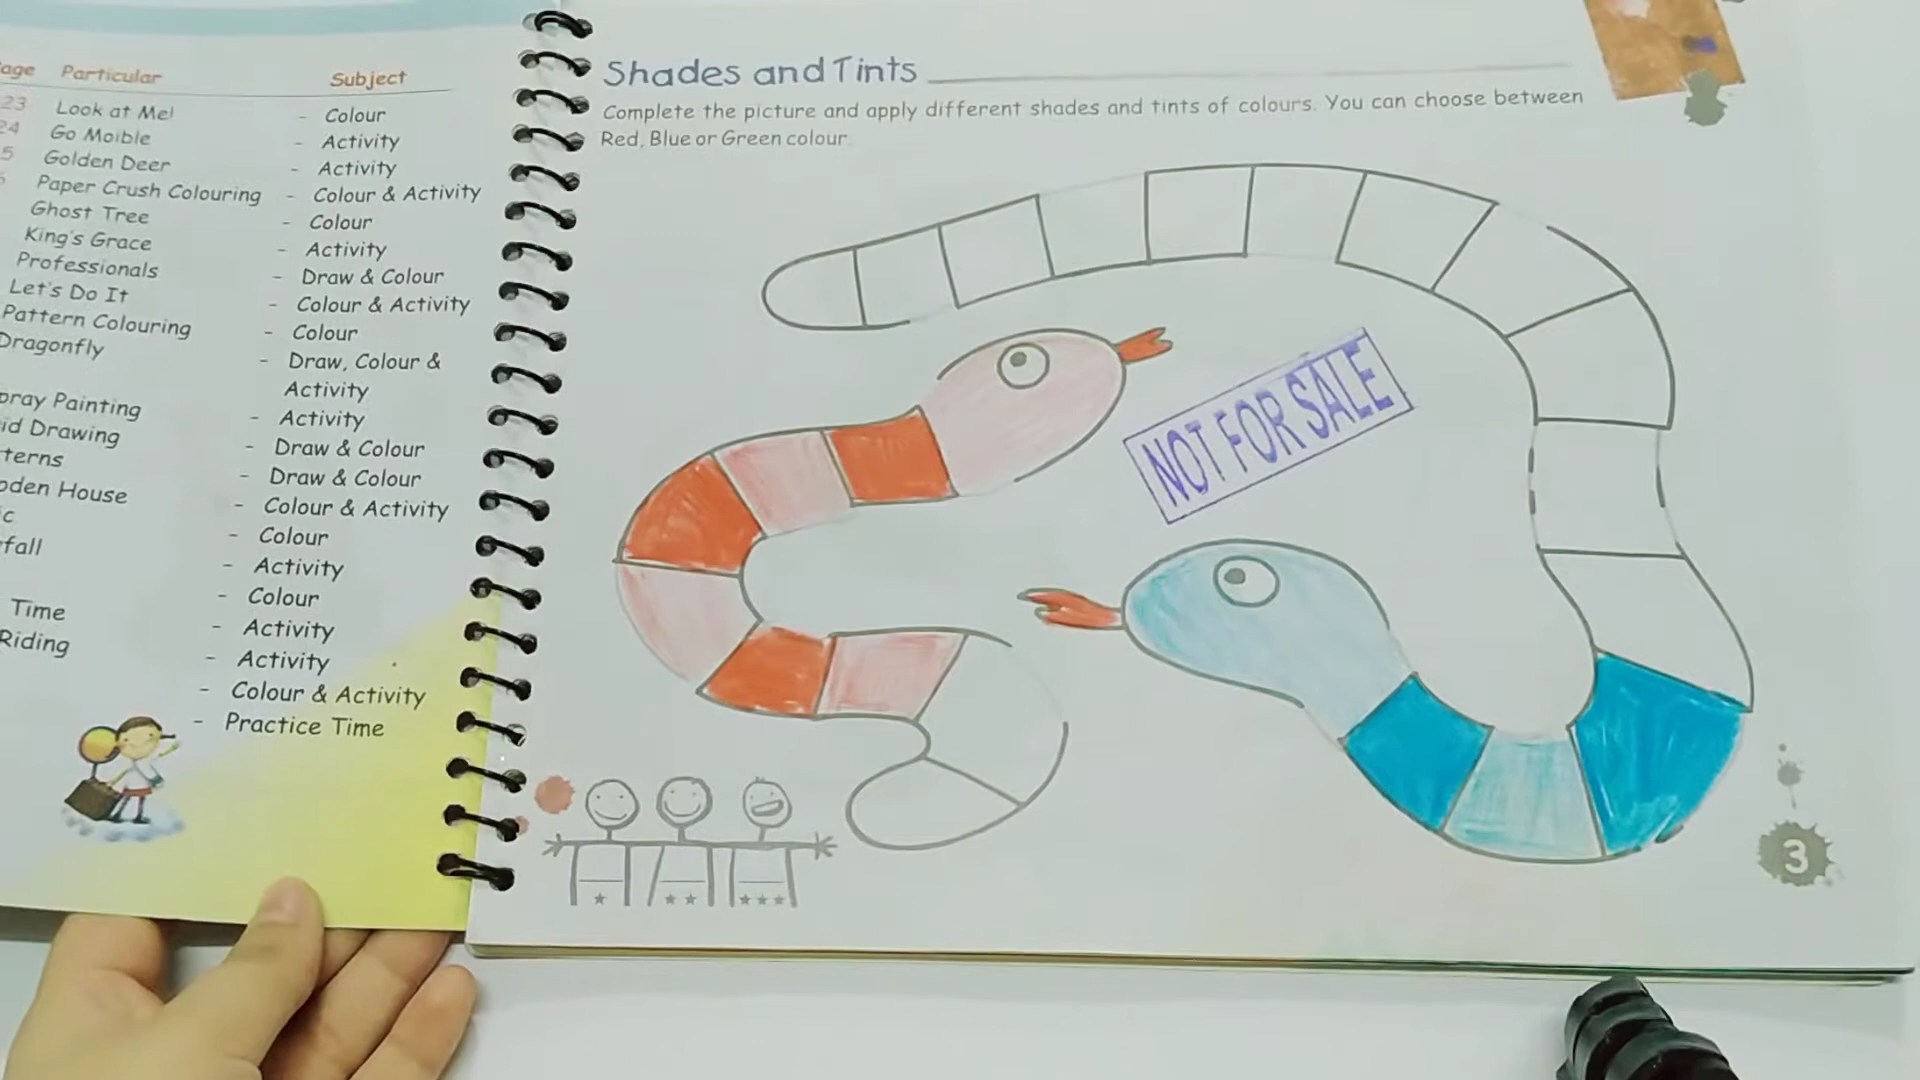 age Particular Subject
23 Look at Me! - Colour
24 Go Moible - Activity
5 Golden Deer - Activity
Paper Crush Colouring - Colour & Activity
Ghost Tree - Colour
King's Grace - Activity
Professionals - Draw & Colour
Let's Do It - Colour & Activity
Pattern Colouring - Colour
Dragonfly - Draw, Colour &
Activity
pray Painting - Activity
id Drawing - Draw & Colour
terns - Draw & Colour
oden House - Colour & Activity
c - Colour
fall - Activity
- Colour
Time - Activity
Riding - Activity
- Colour & Activity
- Practice Time
Shades and Tints
Complete the picture and apply different shades and tints of colours. You can choose between
Red, Blue or Green colour.
NOT FOR SALE
3